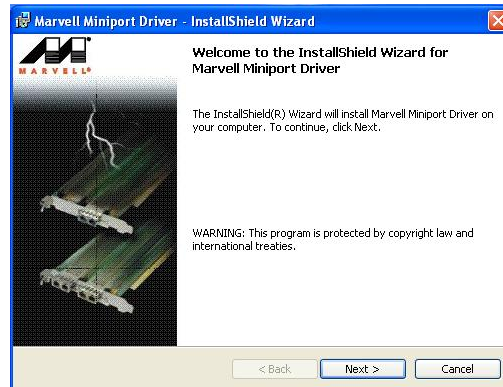 Marvell Miniport Driver - InstallShield Wizard
MARVELL®
Welcome to the InstallShield Wizard for
Marvell Miniport Driver
The InstallShield(R) Wizard will install Marvell Miniport Driver on
your computer. To continue, click Next.
WARNING: This program is protected by copyright law and
international treaties.
< Back
Next >
Cancel